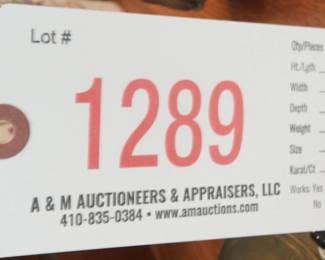 Lot #
1289
A & M AUCTIONEERS & APPRAISERS, LLC
410-835-0384 • www.amauctions.com
Qty/Pieces
Ht./Lgth.
Width
Depth
Weight
Size
Karat/Ct
Works: Yes
No